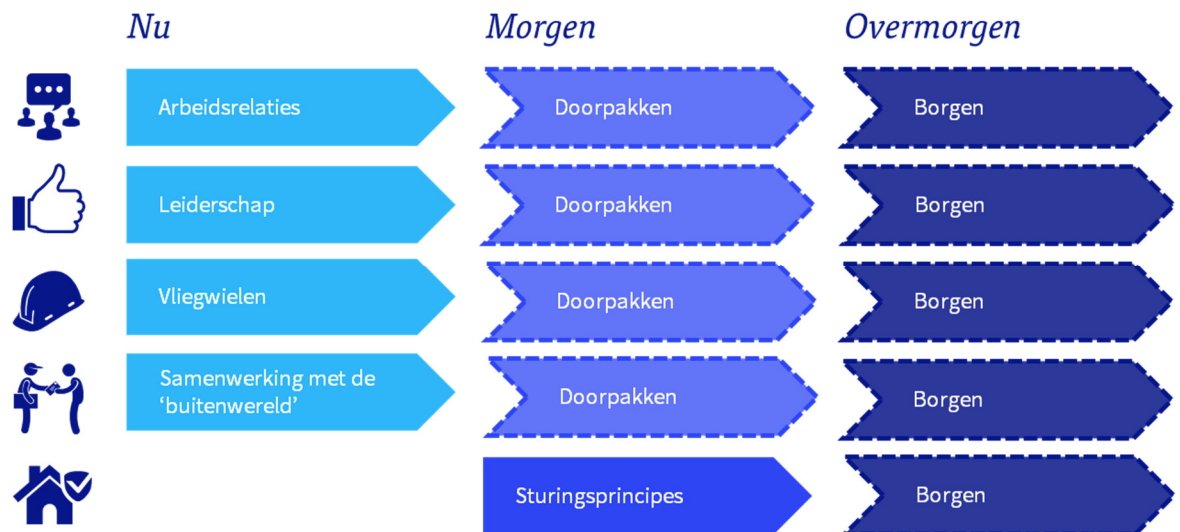 Nu Morgen Overmorgen
Arbeidsrelaties Doorpakken Borgen
Leiderschap Doorpakken Borgen
Vliegwielen Doorpakken Borgen
Samenwerking met de
‘buitenwereld’
Doorpakken Borgen
Sturingsprincipes Borgen